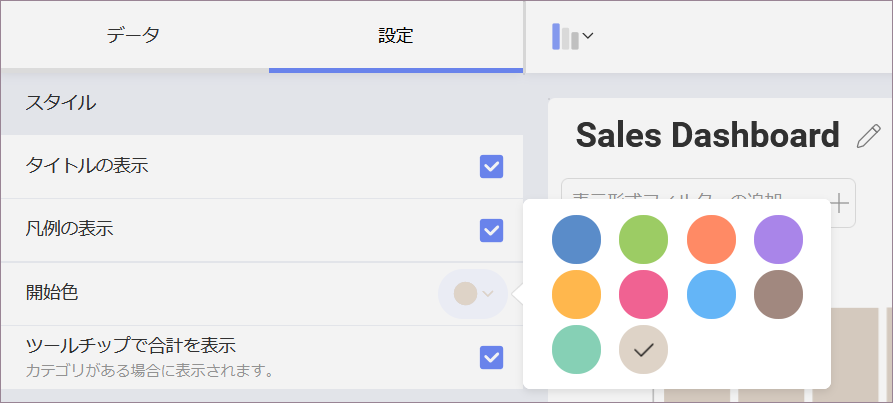 データ
設定
スタイル
Sales Dashboard
タイトルの表示
凡例の表示
開始色
ツールチップで合計を表示
カテゴリがある場合に表示されます。